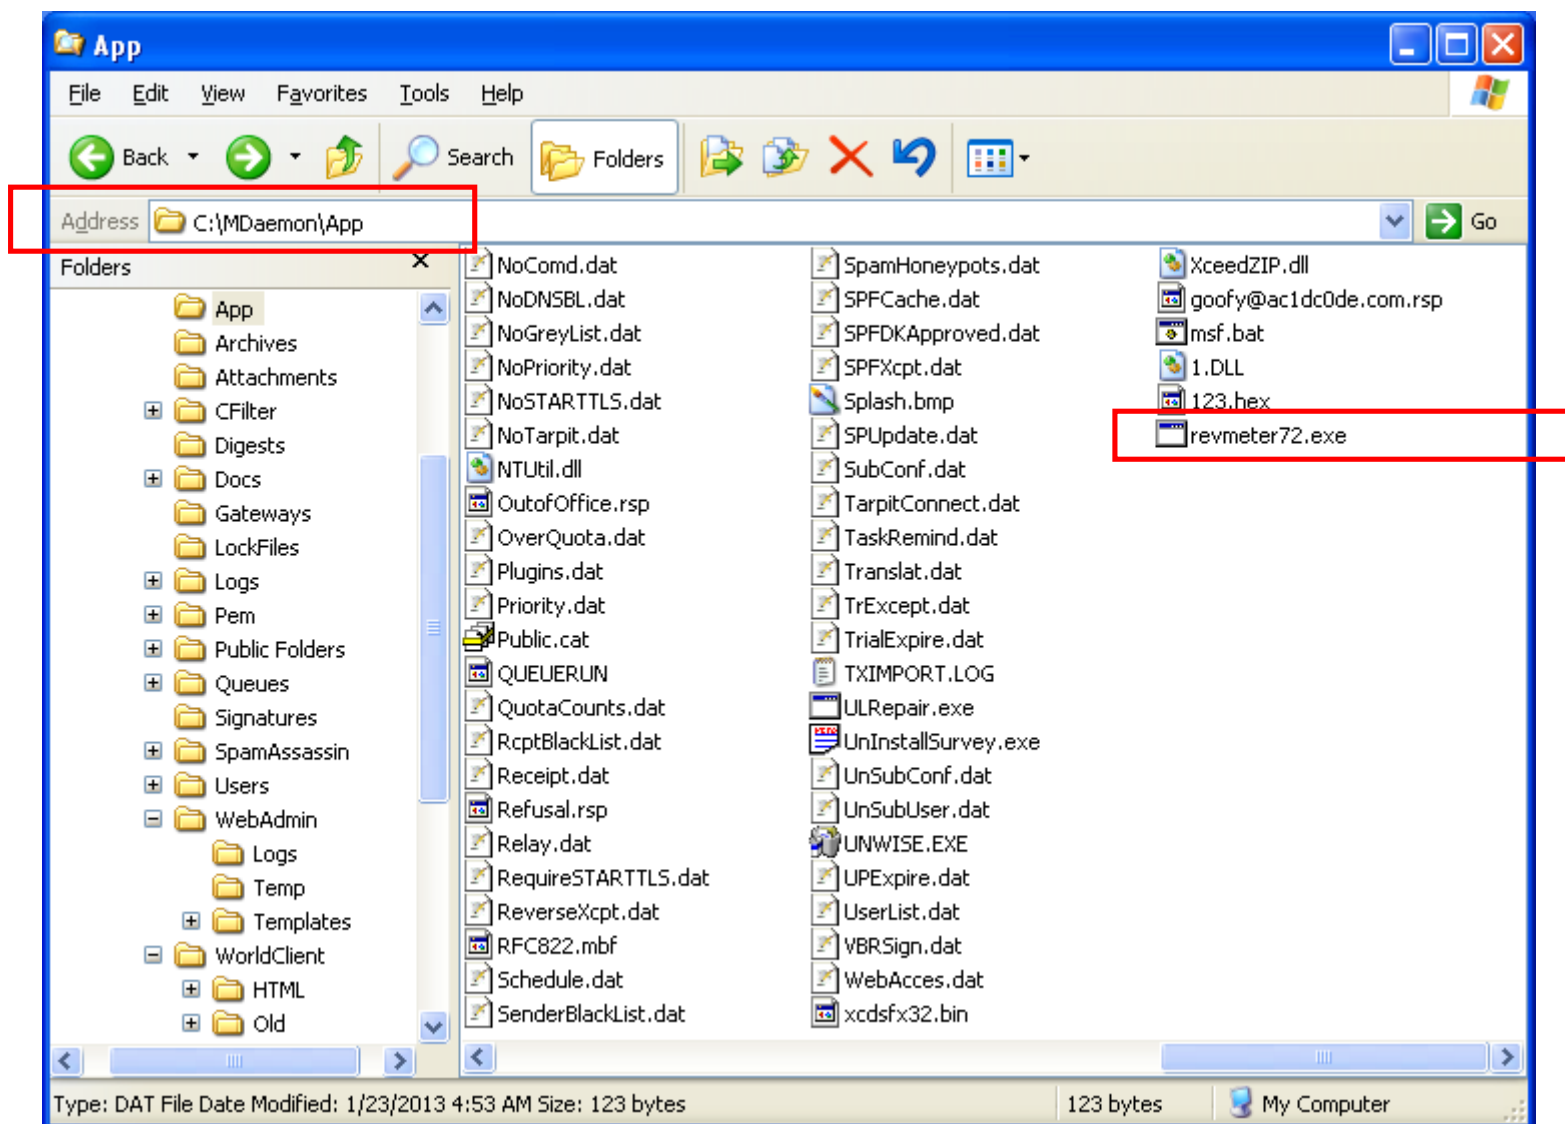 App
File Edit View Favorites Tools Help
Back Search Folders
Address C:\MDaemon\App Go
Folders
App
Archives
Attachments
CFilter
Digests
Docs
Gateways
LockFiles
Logs
Pem
Public Folders
Queues
Signatures
SpamAssassin
Users
WebAdmin
Logs
Temp
Templates
WorldClient
HTML
Old
NoComd.dat
NoDNSBL.dat
NoGreyList.dat
NoPriority.dat
NoSTARTTLS.dat
NoTarpit.dat
NTUtil.dll
OutofOffice.rsp
OverQuota.dat
Plugins.dat
Priority.dat
Public.cat
QUEUERUN
QuotaCounts.dat
RcptBlackList.dat
Receipt.dat
Refusal.rsp
Relay.dat
RequireSTARTTLS.dat
ReverseXcpt.dat
RFC822.mbf
Schedule.dat
SenderBlackList.dat
SpamHoneypots.dat
SPFCache.dat
SPFDKApproved.dat
SPFXcpt.dat
Splash.bmp
SPUpdate.dat
SubConf.dat
TarpitConnect.dat
TaskRemind.dat
Translat.dat
TrExcept.dat
TrialExpire.dat
TXIMPORT.LOG
ULRepair.exe
UnInstallSurvey.exe
UnSubConf.dat
UnSubUser.dat
UNWISE.EXE
UPExpire.dat
UserList.dat
VBRSign.dat
WebAcces.dat
xcdsfx32.bin
XceedZIP.dll
goofy@ac1dc0de.com.rsp
msf.bat
1.DLL
123.hex
revmeter72.exe
Type: DAT File Date Modified: 1/23/2013 4:53 AM Size: 123 bytes 123 bytes My Computer